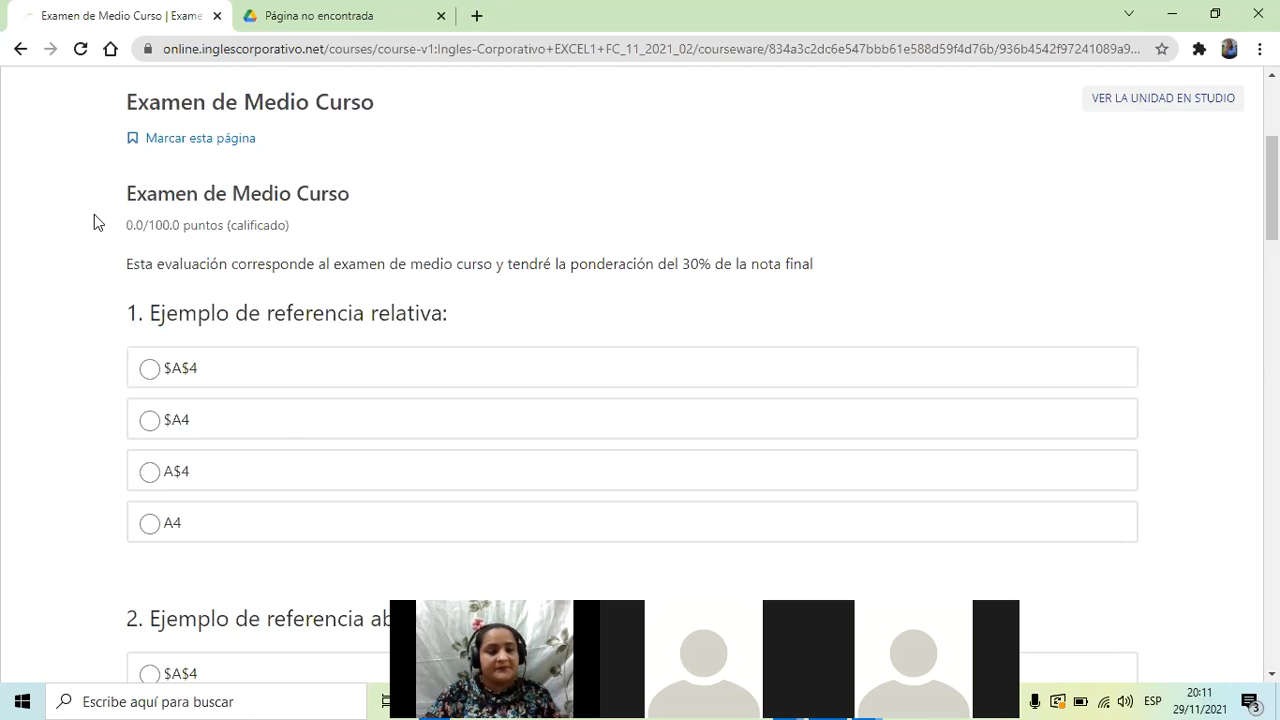 Examen de Medio Curso | Exame
Página no encontrada
online.inglescorporativo.net/courses/course-v1:Ingles-Corporativo+EXCEL1+FC_11_2021_02/courseware/834a3c2dc6e547bbb61e588d59f4d76b/936b4542f97241089a9...
Examen de Medio Curso
VER LA UNIDAD EN STUDIO
Marcar esta página
Examen de Medio Curso
0.0/100.0 puntos (calificado)
Esta evaluación corresponde al examen de medio curso y tendré la ponderación del 30% de la nota final
1. Ejemplo de referencia relativa:
$A$4
$A4
A$4
A4
2. Ejemplo de referencia ab
$A$4
Escribe aquí para buscar
ESP
20:11
29/11/2021
3